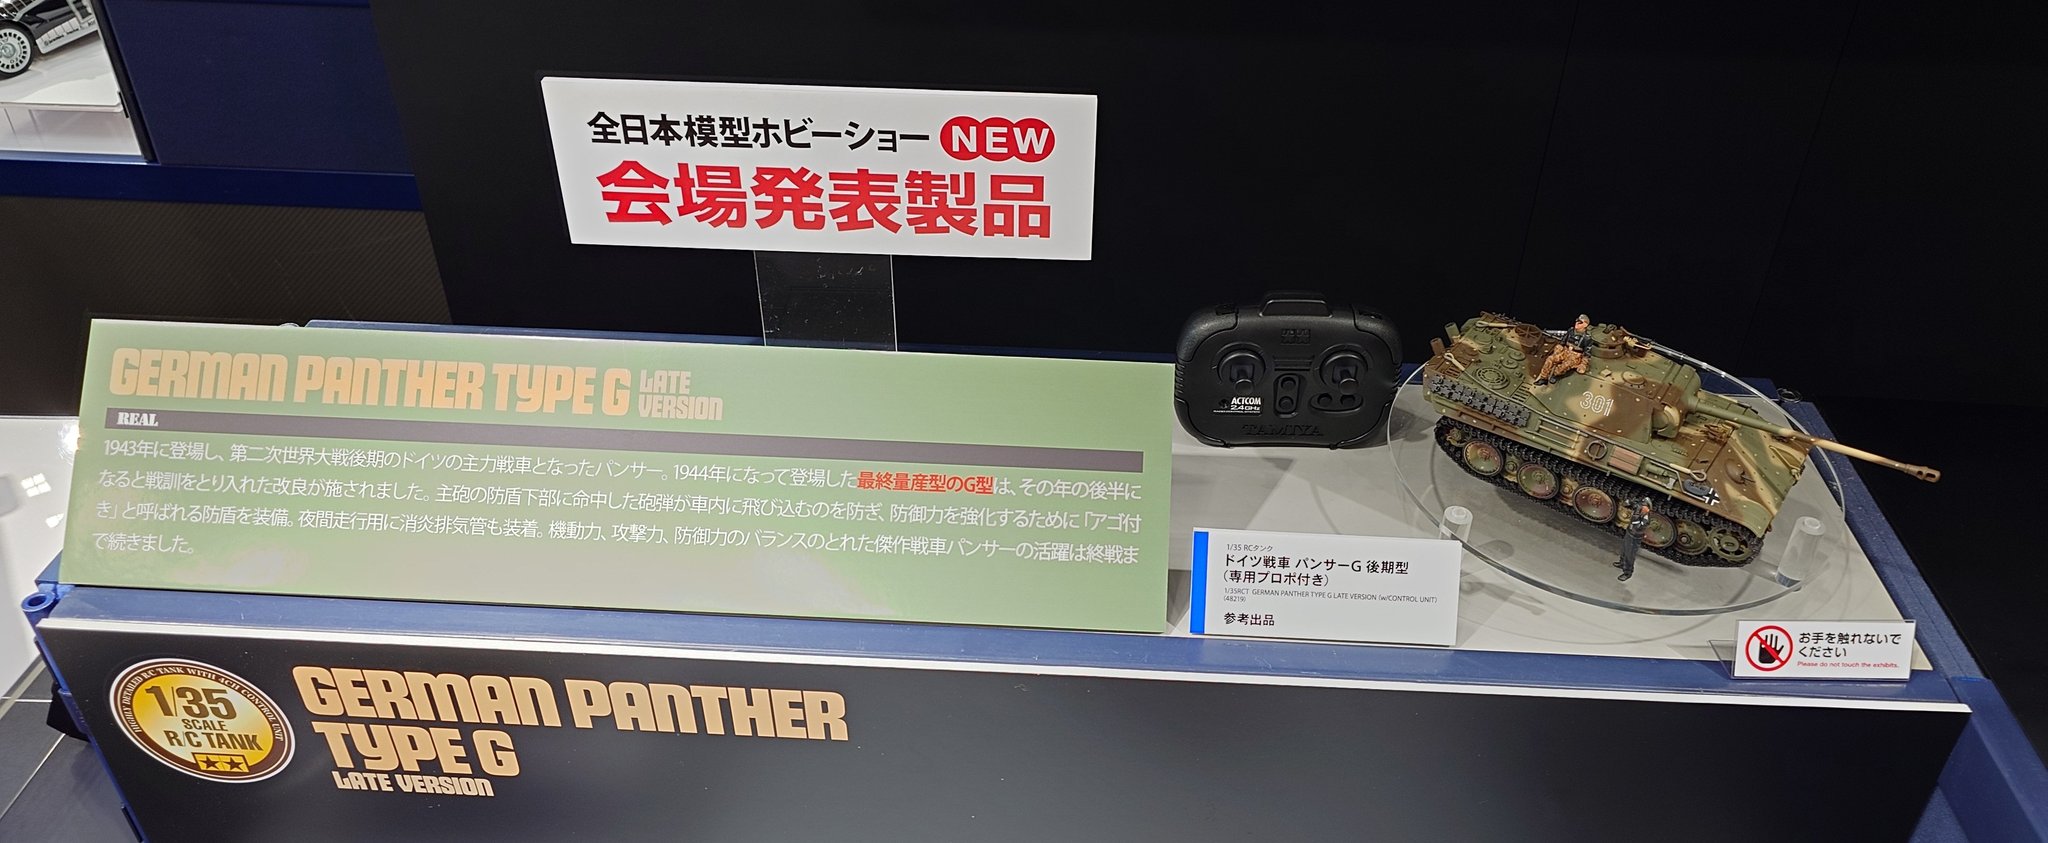 全日本模型ホビーショー NEW
会場発表製品
GERMAN PANTHER TYPE G LATE VERSION
REAL
1943年に登場し、第二次世界大戦後期のドイツの主力戦車となったパンサー。1944年になって登場した最終量産型のG型は、その年の後半に
なると戦訓をとり入れた改良が施されました。主砲の防盾下部に命中した砲弾が車内に飛び込むのを防ぎ、防御力を強化するために「アゴ付
き」と呼ばれる防盾を装備。夜間走行用に消炎排気管も装着。機動力、攻撃力、防御力のバランスのとれた傑作戦車パンサーの活躍は終戦ま
で続きました。
ACTCOM
2.4GHz
TAMIYA
301
1/35 RCタンク
ドイツ戦車 パンサーG 後期型
(専用プロポ付き)
1/35RCT GERMAN PANTHER TYPE G LATE VERSION (w/CONTROL UNIT)
(48219)
参考出品
お手を触れないで
ください
Please do not touch the exhibits.
HIGHLY DETAILED R/C TANK WITH 4CH CONTROL UNIT
1/35
SCALE
R/C TANK
GERMAN PANTHER
TYPE G
LATE VERSION